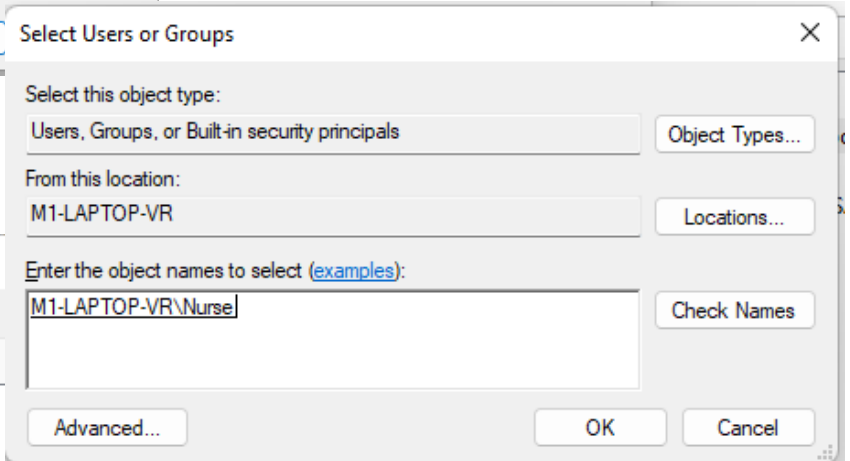 Select Users or Groups
Select this object type:
Users, Groups, or Built-in security principals
Object Types...
From this location:
M1-LAPTOP-VR
Locations...
Enter the object names to select (examples):
M1-LAPTOP-VR\Nurse
Check Names
Advanced...
OK
Cancel